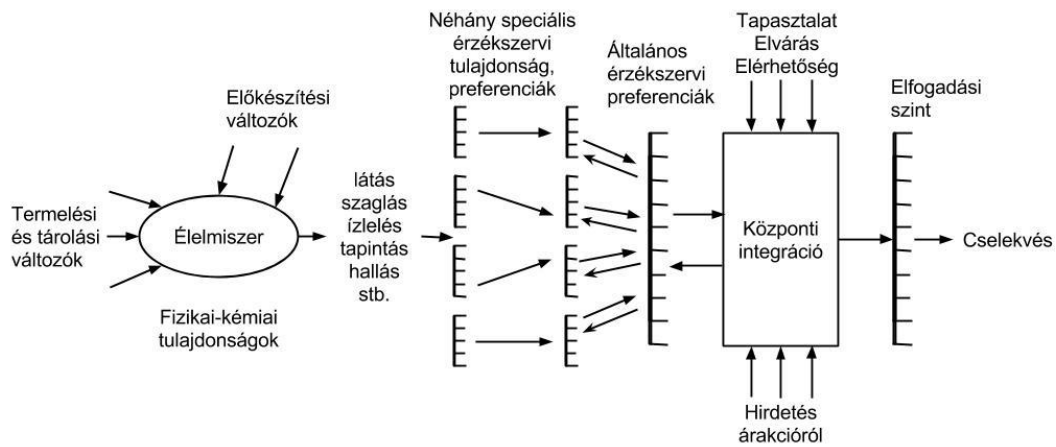 Termelési
és tárolási
változók
Előkészítési
változók
Élelmiszer
Fizikai-kémiai
tulajdonságok
látás
szaglás
ízlelés
tapintás
hallás
stb.
Néhány speciális
érzékszervi
tulajdonság,
preferenciák
Általános
érzékszervi
preferenciák
Tapasztalat
Elvárás
Elérhetőség
Központi
integráció
Hirdetés
árakcióról
Elfogadási
szint
Cselekvés